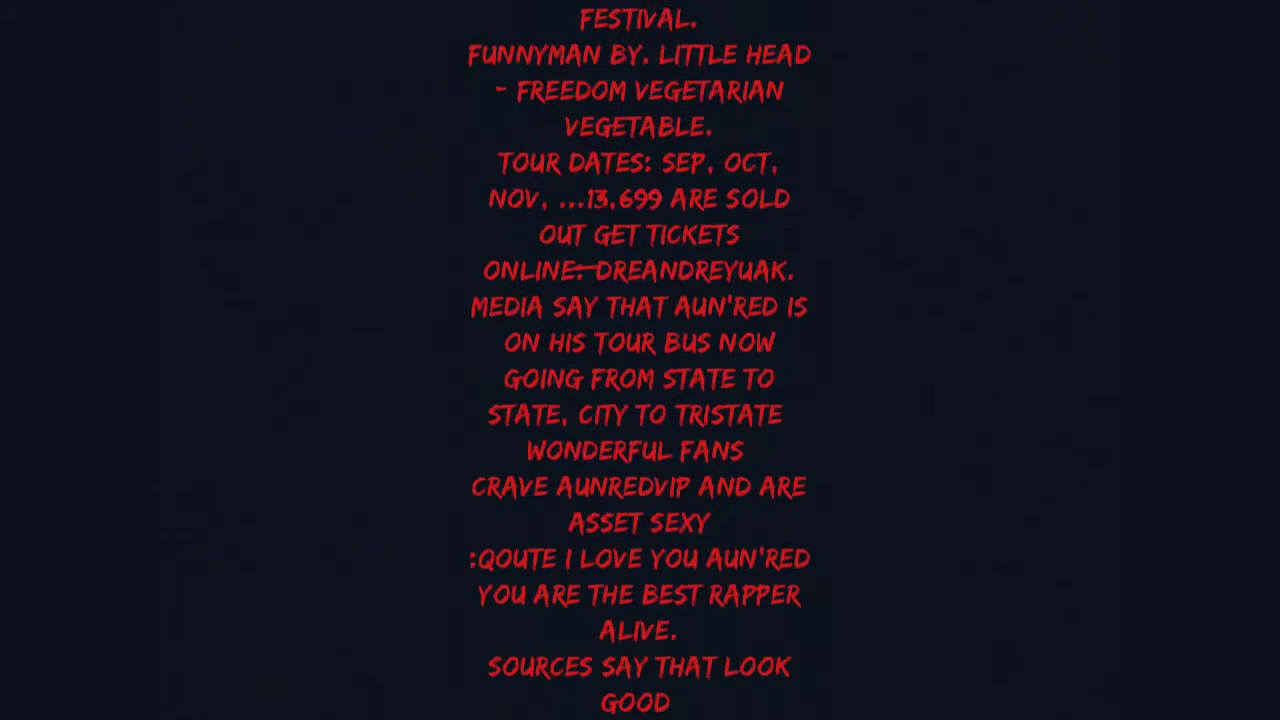 FESTIVAL.
FUNNYMAN BY. LITTLE HEAD
- FREEDOM VEGETARIAN
VEGETABLE.
TOUR DATES: SEP, OCT,
NOV, ...13,699 ARE SOLD
OUT GET TICKETS
ONLINE: DREANDREYUAK.
MEDIA SAY THAT AUN'RED IS
ON HIS TOUR BUS NOW
GOING FROM STATE TO
STATE, CITY TO TRISTATE
WONDERFUL FANS
CRAVE AUNREDVIP AND ARE
ASSET SEXY
:QOUTE I LOVE YOU AUN'RED
YOU ARE THE BEST RAPPER
ALIVE.
SOURCES SAY THAT LOOK
GOOD